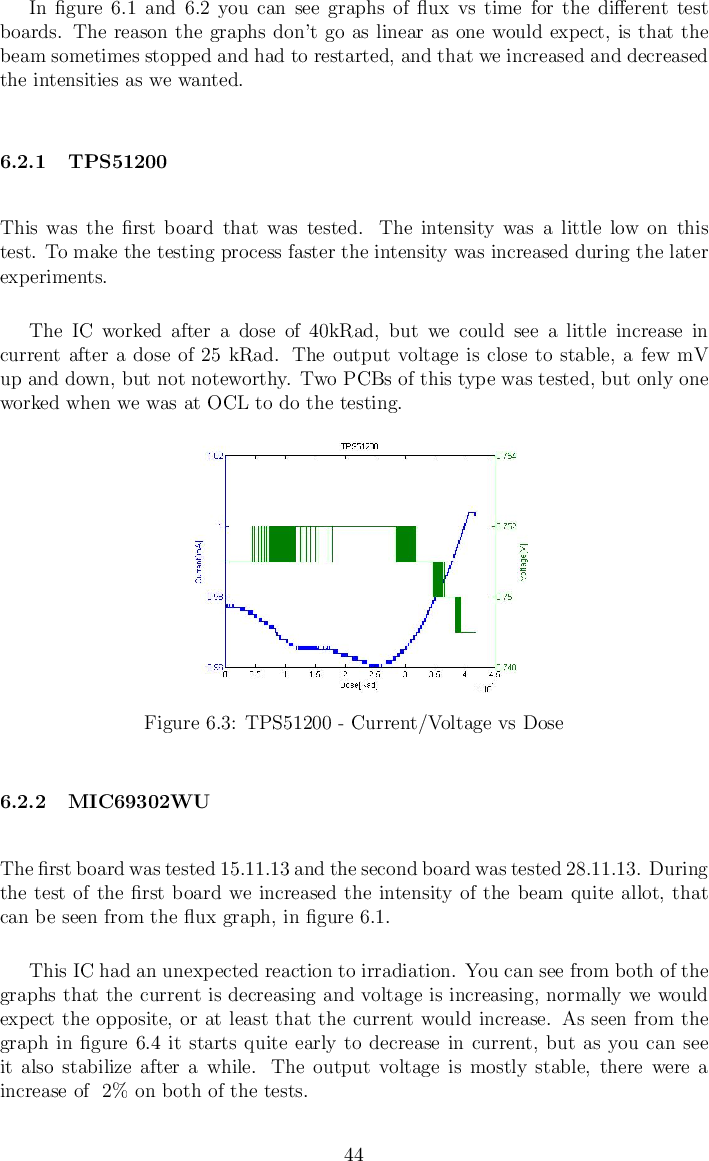 In figure 6.1 and 6.2 you can see graphs of flux vs time for the different test
boards. The reason the graphs don't go as linear as one would expect, is that the
beam sometimes stopped and had to restarted, and that we increased and decreased
the intensities as we wanted.
6.2.1 TPS51200
This was the first board that was tested. The intensity was a little low on this
test. To make the testing process faster the intensity was increased during the later
experiments.
The IC worked after a dose of 40kRad, but we could see a little increase in
current after a dose of 25 kRad. The output voltage is close to stable, a few mV
up and down, but not noteworthy. Two PCBs of this type was tested, but only one
worked when we was at OCL to do the testing.
TPS51200
1.02
0.754
1
0.752
Current[mA]
Voltage[V]
0.98
0.75
0 0.5 1 1.5 2 2.5 3 3.5 4 4.5
Dose[Rad]
Figure 6.3: TPS51200 - Current/Voltage vs Dose
6.2.2 MIC69302WU
The first board was tested 15.11.13 and the second board was tested 28.11.13. During
the test of the first board we increased the intensity of the beam quite allot, that
can be seen from the flux graph, in figure 6.1.
This IC had an unexpected reaction to irradiation. You can see from both of the
graphs that the current is decreasing and voltage is increasing, normally we would
expect the opposite, or at least that the current would increase. As seen from the
graph in figure 6.4 it starts quite early to decrease in current, but as you can see
it also stabilize after a while. The output voltage is mostly stable, there were a
increase of 2% on both of the tests.
44